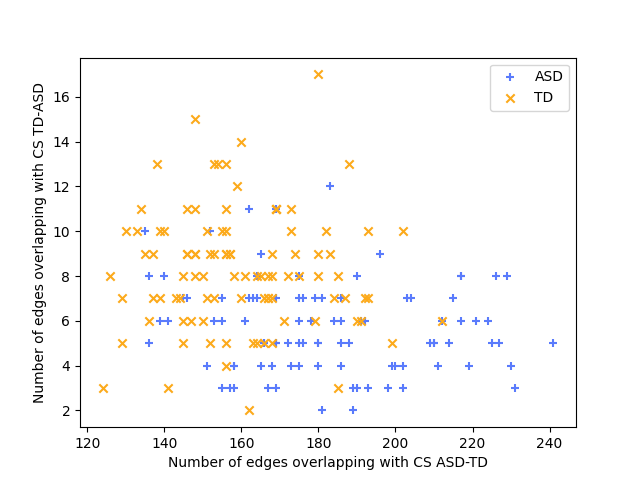 ASD
TD
16
14
12
10
8
6
4
2
120 140 160 180 200 220 240
Number of edges overlapping with CS ASD-TD
Number of edges overlapping with CS TD-ASD